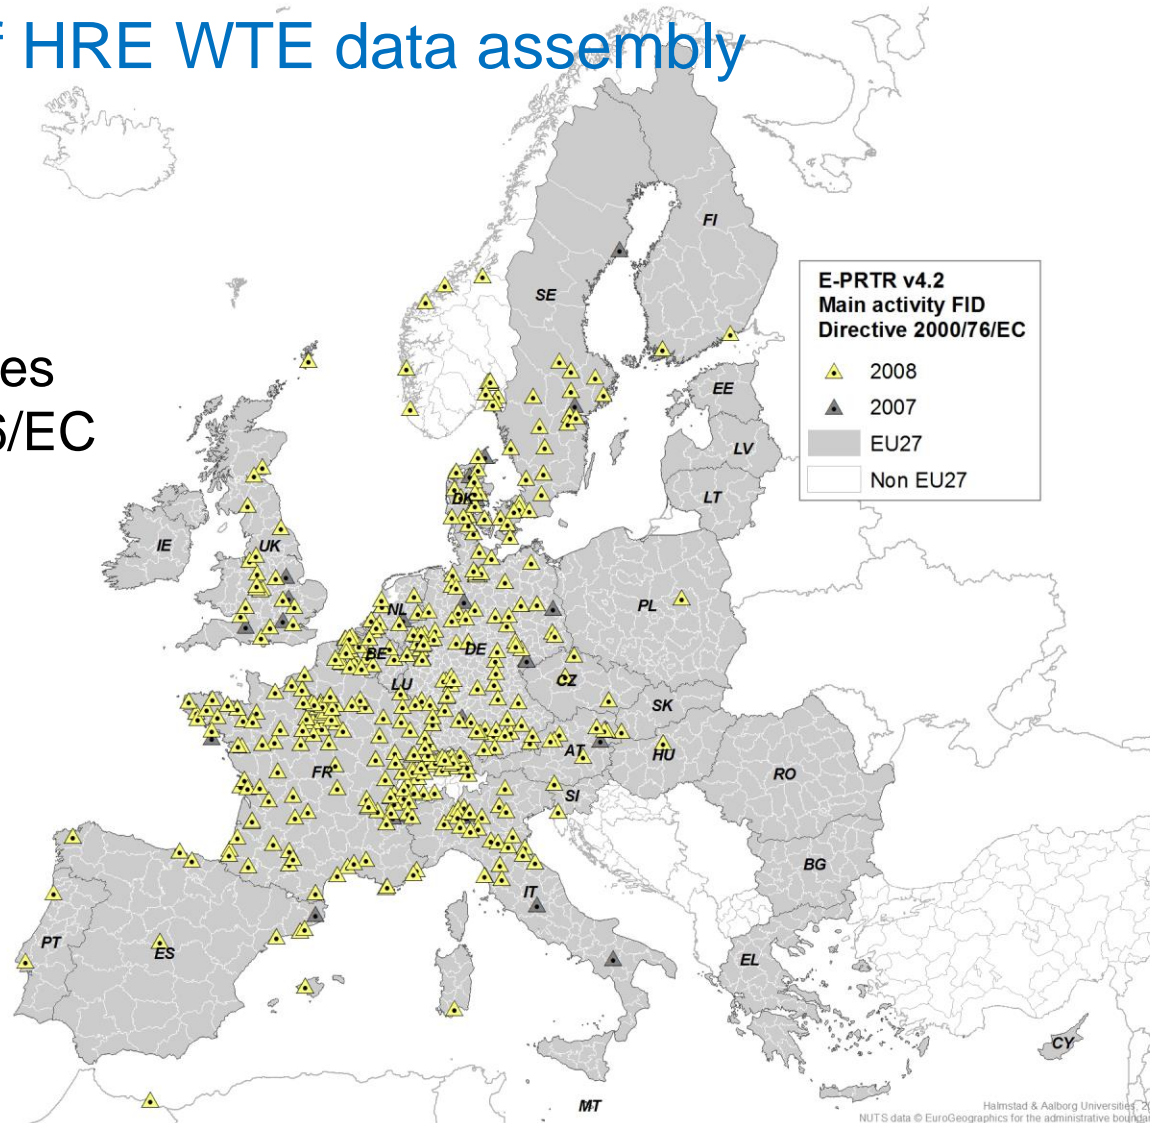 f HRE WTE data assembly
es
6/EC
E-PRTR v4.2
Main activity FID
Directive 2000/76/EC
2008
2007
EU27
Non EU27
FI
SE
EE
LV
LT
DK
IE
UK
NL
PL
BE
DE
LU
CZ
SK
AT
HU
FR
SI
RO
BG
IT
PT
ES
EL
CY
MT
Halmstad & Aalborg Universities, 20
NUTS data © EuroGeographics for the administrative boundar